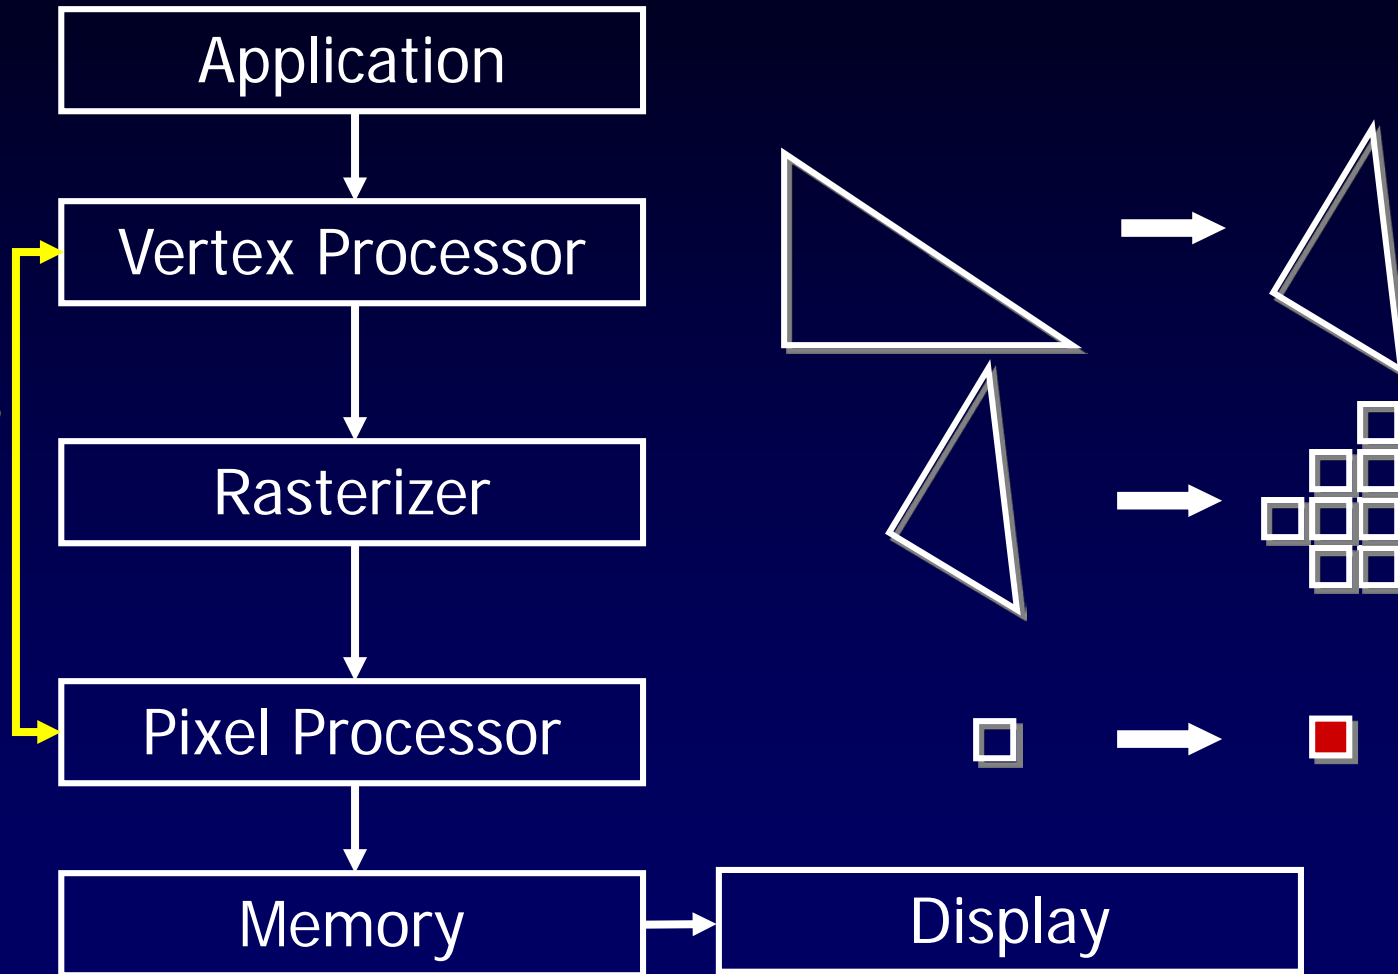 Application
Vertex Processor
Rasterizer
Pixel Processor
Memory
Display